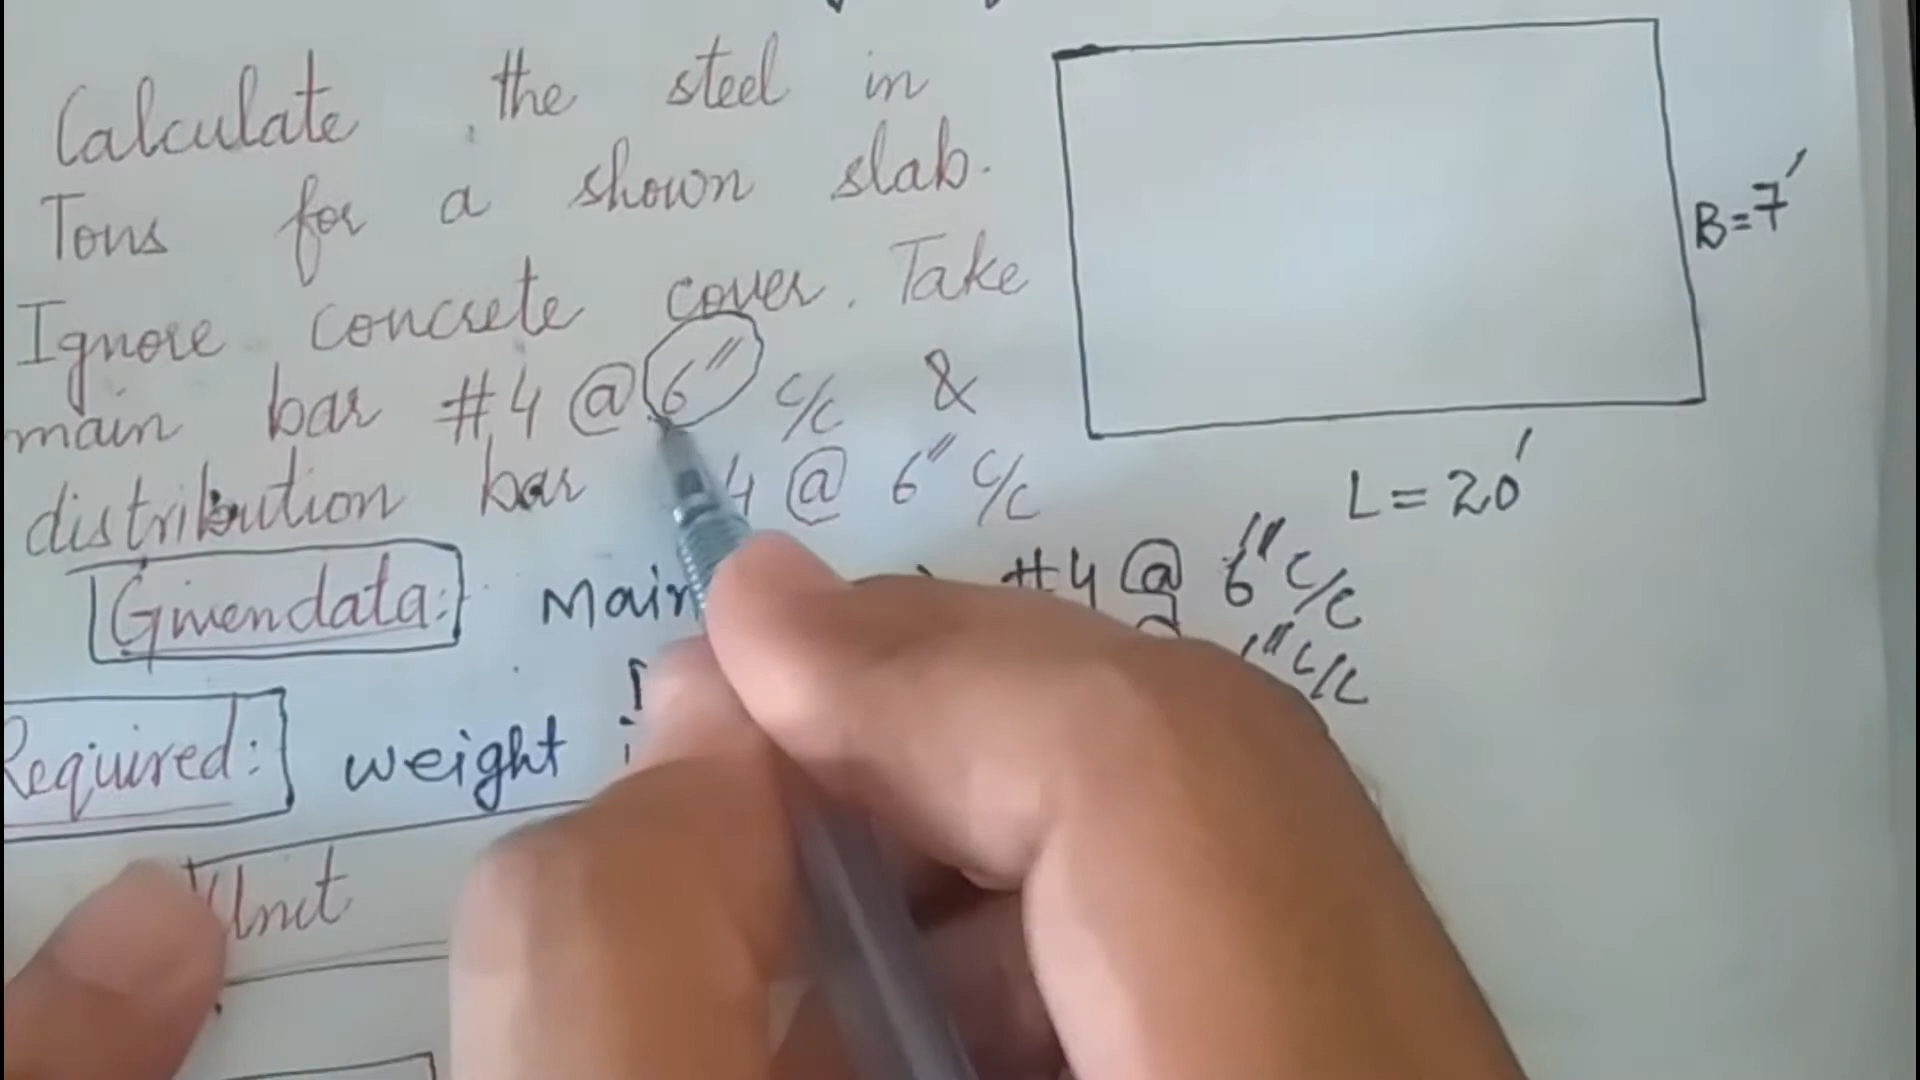 Calculate the steel in
Tons for a shown slab.
Ignore concrete cover. Take
main bar #4 @ 6" c/c &
distribution bar 4 @ 6" c/c
B=7'
L = 20'
Givendata: Main #4 @ 6" c/c
" c/c
Required: weight
Unit